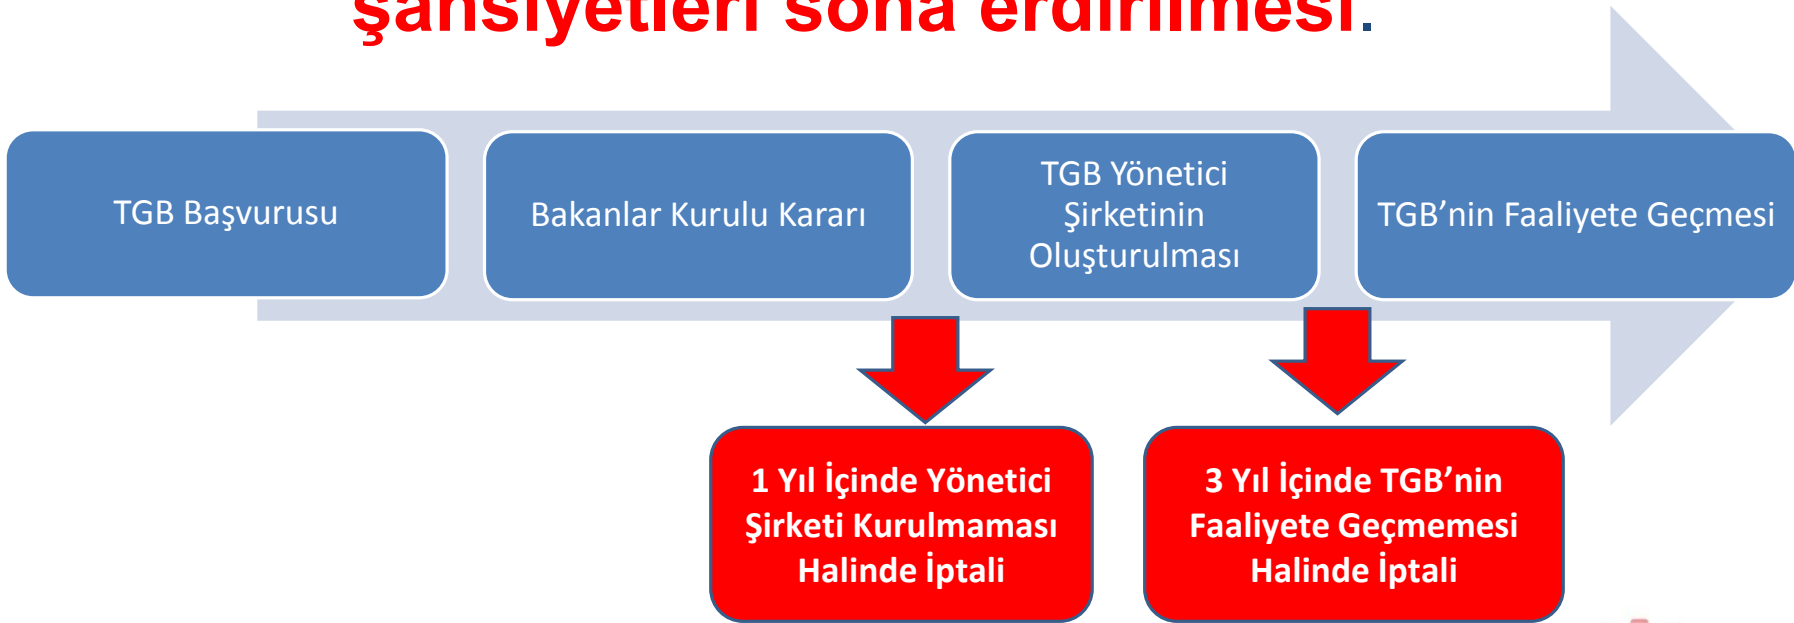 şahsiyetleri sona erdirilmesi.
TGB Başvurusu
Bakanlar Kurulu Kararı
TGB Yönetici
Şirketinin
Oluşturulması
TGB’nin Faaliyete Geçmesi
1 Yıl İçinde Yönetici
Şirketi Kurulmaması
Halinde İptali
3 Yıl İçinde TGB’nin
Faaliyete Geçmemesi
Halinde İptali